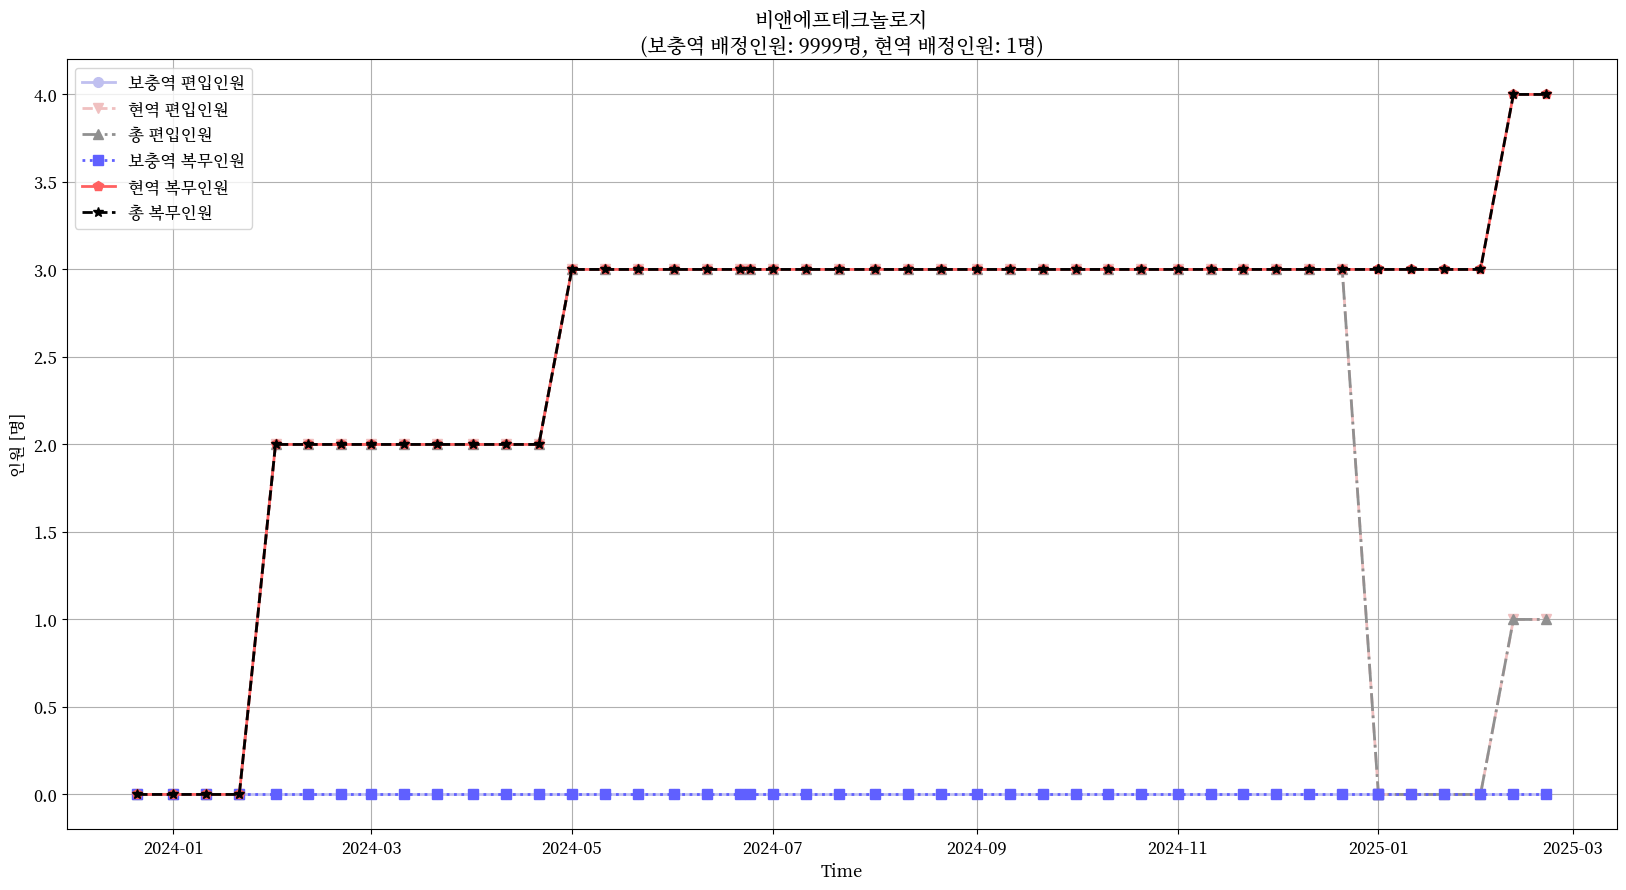 비앤에프테크놀로지
(보충역 배정인원: 9999명, 현역 배정인원: 1명)
보충역 편입인원
현역 편입인원
총 편입인원
보충역 복무인원
현역 복무인원
총 복무인원
인원 [명]
4.0
3.5
3.0
2.5
2.0
1.5
1.0
0.5
0.0
2024-01
2024-03
2024-05
2024-07
2024-09
2024-11
2025-01
2025-03
Time